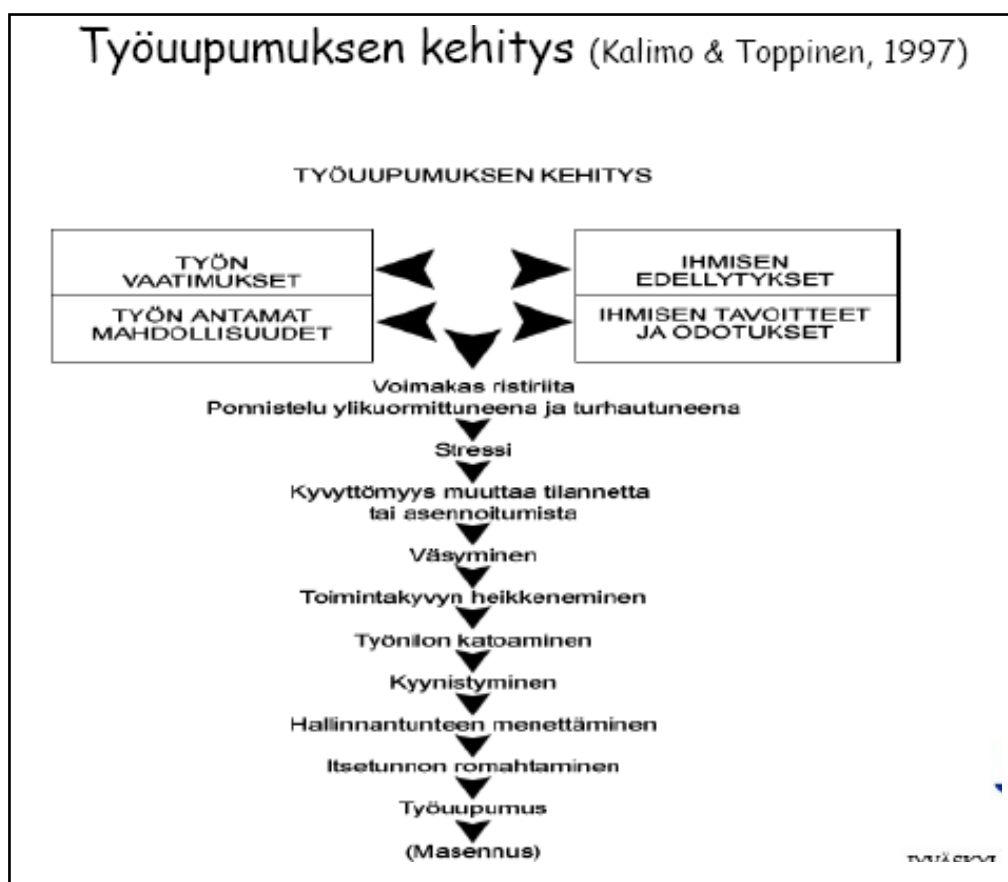 Työuupumuksen kehitys (Kalimo & Toppinen, 1997)
TYÖUUPUMUKSEN KEHITYS
TYÖN
VAATIMUKSET
IHMISEN
EDELLYTYKSET
TYÖN ANTAMAT
MAHDOLLISUUDET
IHMISEN TAVOITTEET
JA ODOTUKSET
Voimakas ristiriita
Ponnistelu ylikuormittuneena ja turhautuneena
Stressi
Kyvyttömyys muuttaa tilannetta
tai asennoitumista
Väsyminen
Toimintakyvyn heikkeneminen
Työnilon katoaminen
Kyynistyminen
Hallinnantunteen menettäminen
Itsetunnon romahtaminen
Työuupumus
(Masennus)